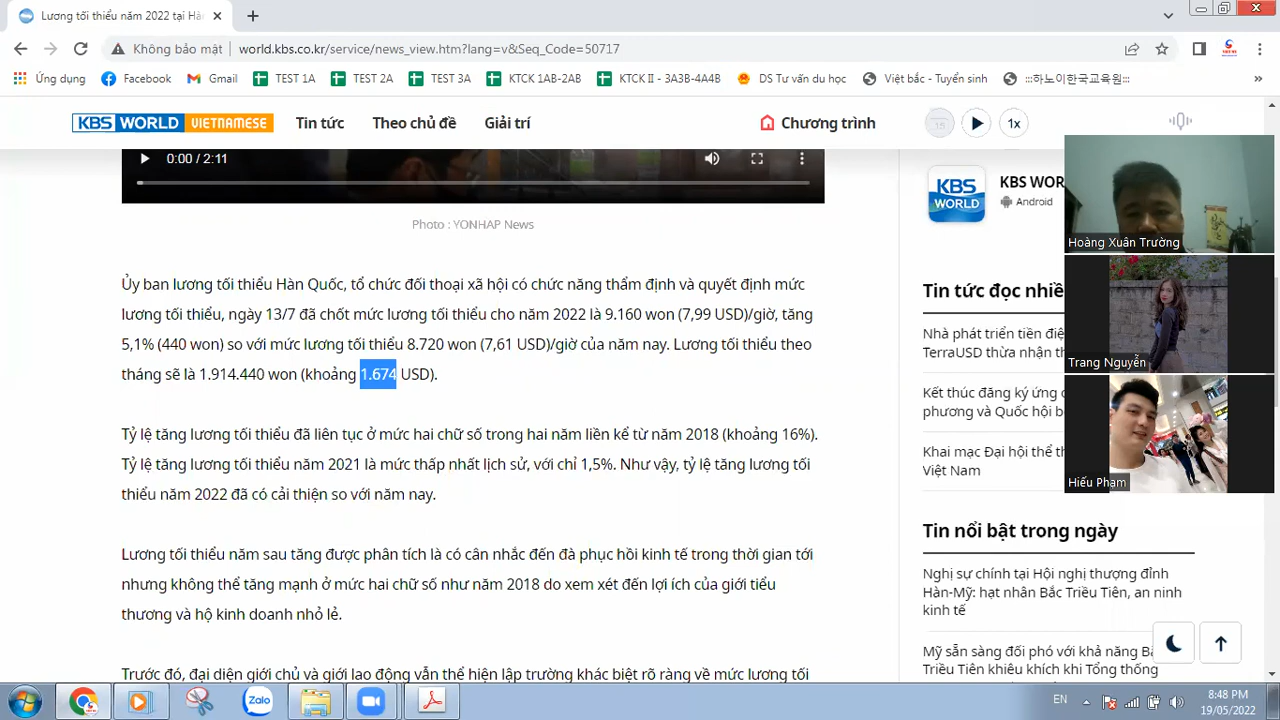 Lương tối thiểu năm 2022 tại Hàn
Không bảo mật
world.kbs.co.kr/service/news_view.htm?lang=v&Seq_Code=50717
Ứng dụng
Facebook
Gmail
TEST 1A
TEST 2A
TEST 3A
KTCK 1AB-2AB
KTCK II - 3A3B-4A4B
DS Tư vấn du học
Việt bắc - Tuyển sinh
:::하노이한국교육원:::
KBS WORLD VIETNAMESE
Tin tức
Theo chủ đề
Giải trí
Chương trình
15
1x
0:00 / 2:11
Photo : YONHAP News
Ủy ban lương tối thiểu Hàn Quốc, tổ chức đối thoại xã hội có chức năng thẩm định và quyết định mức
lương tối thiểu, ngày 13/7 đã chốt mức lương tối thiểu cho năm 2022 là 9.160 won (7,99 USD)/giờ, tăng
5,1% (440 won) so với mức lương tối thiểu 8.720 won (7,61 USD)/giờ của năm nay. Lương tối thiểu theo
tháng sẽ là 1.914.440 won (khoảng 1.674 USD).
Tỷ lệ tăng lương tối thiểu đã liên tục ở mức hai chữ số trong hai năm liền kể từ năm 2018 (khoảng 16%).
Tỷ lệ tăng lương tối thiểu năm 2021 là mức thấp nhất lịch sử, với chỉ 1,5%. Như vậy, tỷ lệ tăng lương tối
thiểu năm 2022 đã có cải thiện so với năm nay.
Lương tối thiểu năm sau tăng được phân tích là có cân nhắc đến đà phục hồi kinh tế trong thời gian tới
nhưng không thể tăng mạnh ở mức hai chữ số như năm 2018 do xem xét đến lợi ích của giới tiểu
thương và hộ kinh doanh nhỏ lẻ.
Trước đó, đại diện giới chủ và giới lao động vẫn thể hiện lập trường khác biệt rõ ràng về mức lương tối
KBS WORLD
KBS WOR
Android
Tin tức đọc nhiề
Nhà phát triển tiền điệ
TerraUSD thừa nhận th
Kết thúc đăng ký ứng c
phương và Quốc hội b
Khai mạc Đại hội thể th
Việt Nam
Tin nổi bật trong ngày
Nghị sự chính tại Hội nghị thượng đỉnh
Hàn-Mỹ: hạt nhân Bắc Triều Tiên, an ninh
kinh tế
Mỹ sẵn sàng đối phó với khả năng Bắ
Triều Tiên khiêu khích khi Tổng thống
Hoàng Xuân Trường
Trang Nguyễn
Hiếu Phạm
Zalo
EN
8:48 PM
19/05/2022